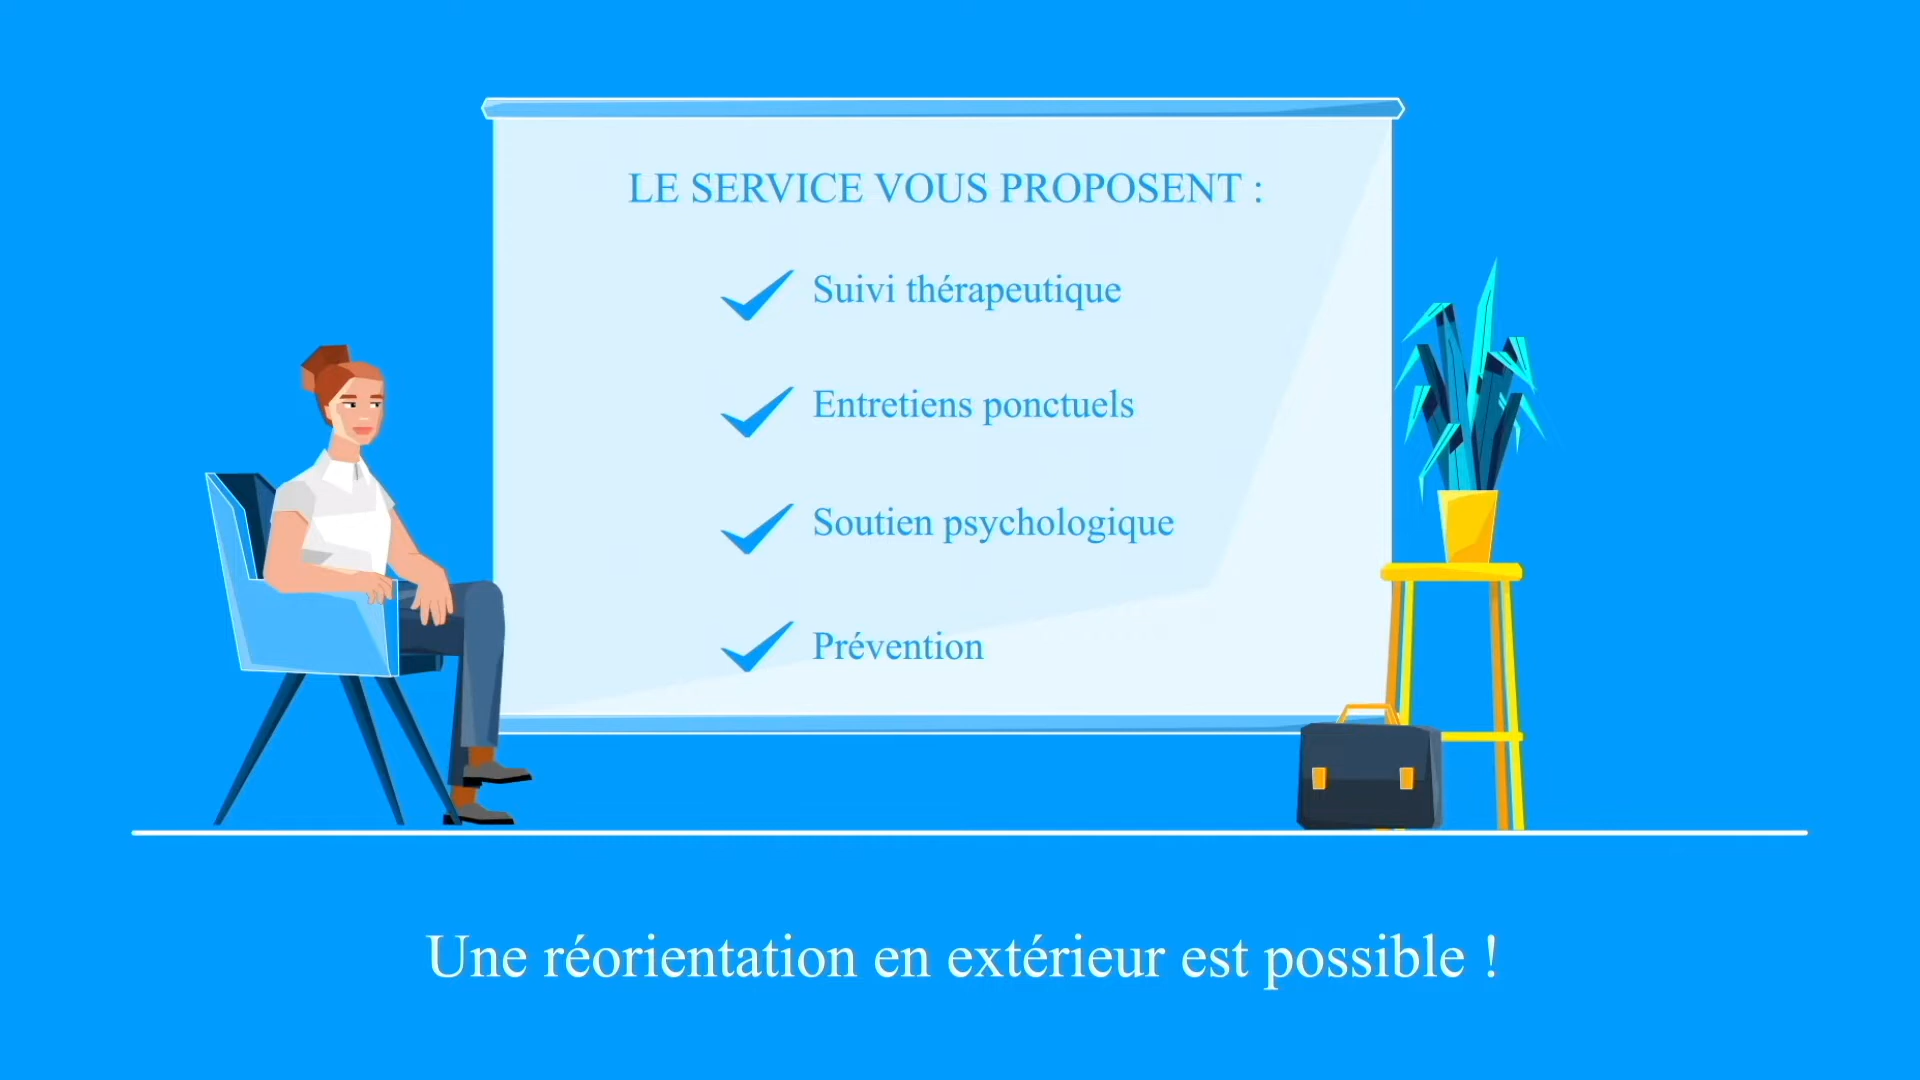 LE SERVICE VOUS PROPOSENT :
Suivi thérapeutique
Entretiens ponctuels
Soutien psychologique
Prévention
Une réorientation en extérieur est possible !